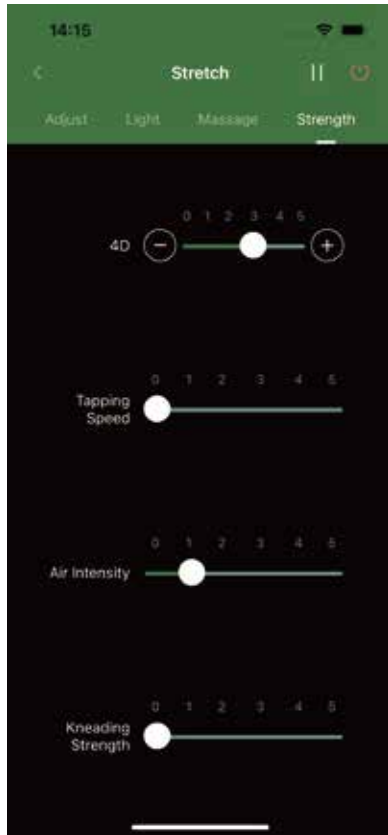 14:15
Stretch
Adjust Light Massage Strength
0 1 2 3 4 5
4D
0 1 2 3 4 5
Tapping
Speed
0 1 2 3 4 5
Air Intensity
0 1 2 3 4 5
Kneading
Strength